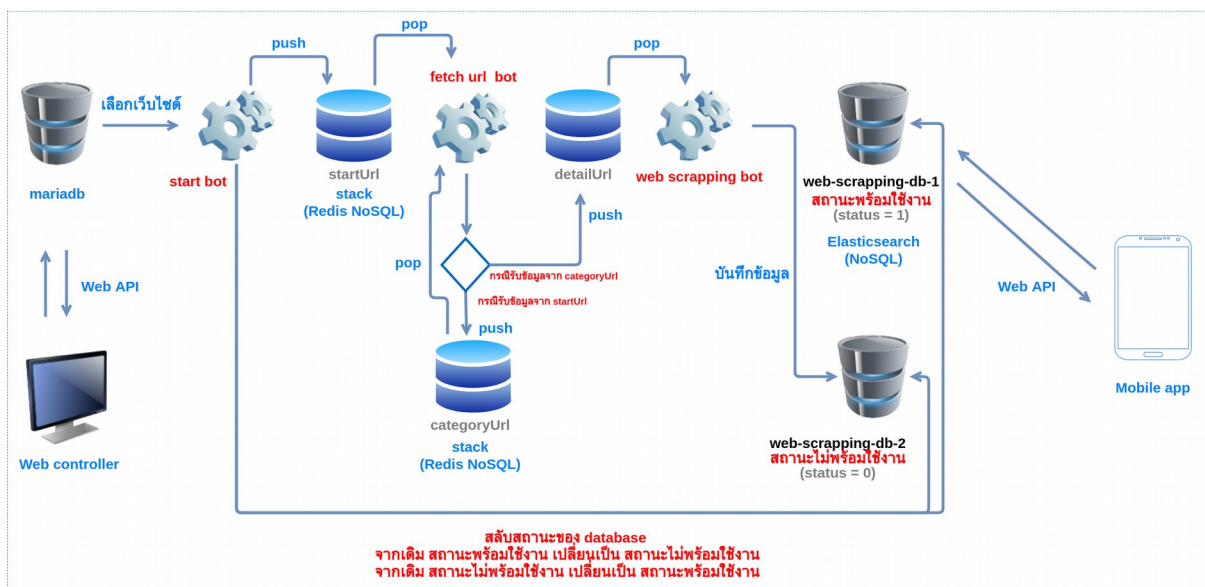 pop
push
pop
fetch url bot
เลือกเว็บไซต์
mariadb
start bot
startUrl
stack
(Redis NoSQL)
detailUrl
push
web scrapping bot
web-scrapping-db-1
สถานะพร้อมใช้งาน
(status = 1)
Elasticsearch
(NoSQL)
pop
กรณีรับข้อมูลจาก categoryUrl
กรณีรับข้อมูลจาก startUrl
push
บันทึกข้อมูล
Web API
Web API
categoryUrl
stack
(Redis NoSQL)
Web controller
Mobile app
web-scrapping-db-2
สถานะไม่พร้อมใช้งาน
(status = 0)
สลับสถานะของ database
จากเดิม สถานะพร้อมใช้งาน เปลี่ยนเป็น สถานะไม่พร้อมใช้งาน
จากเดิม สถานะไม่พร้อมใช้งาน เปลี่ยนเป็น สถานะพร้อมใช้งาน